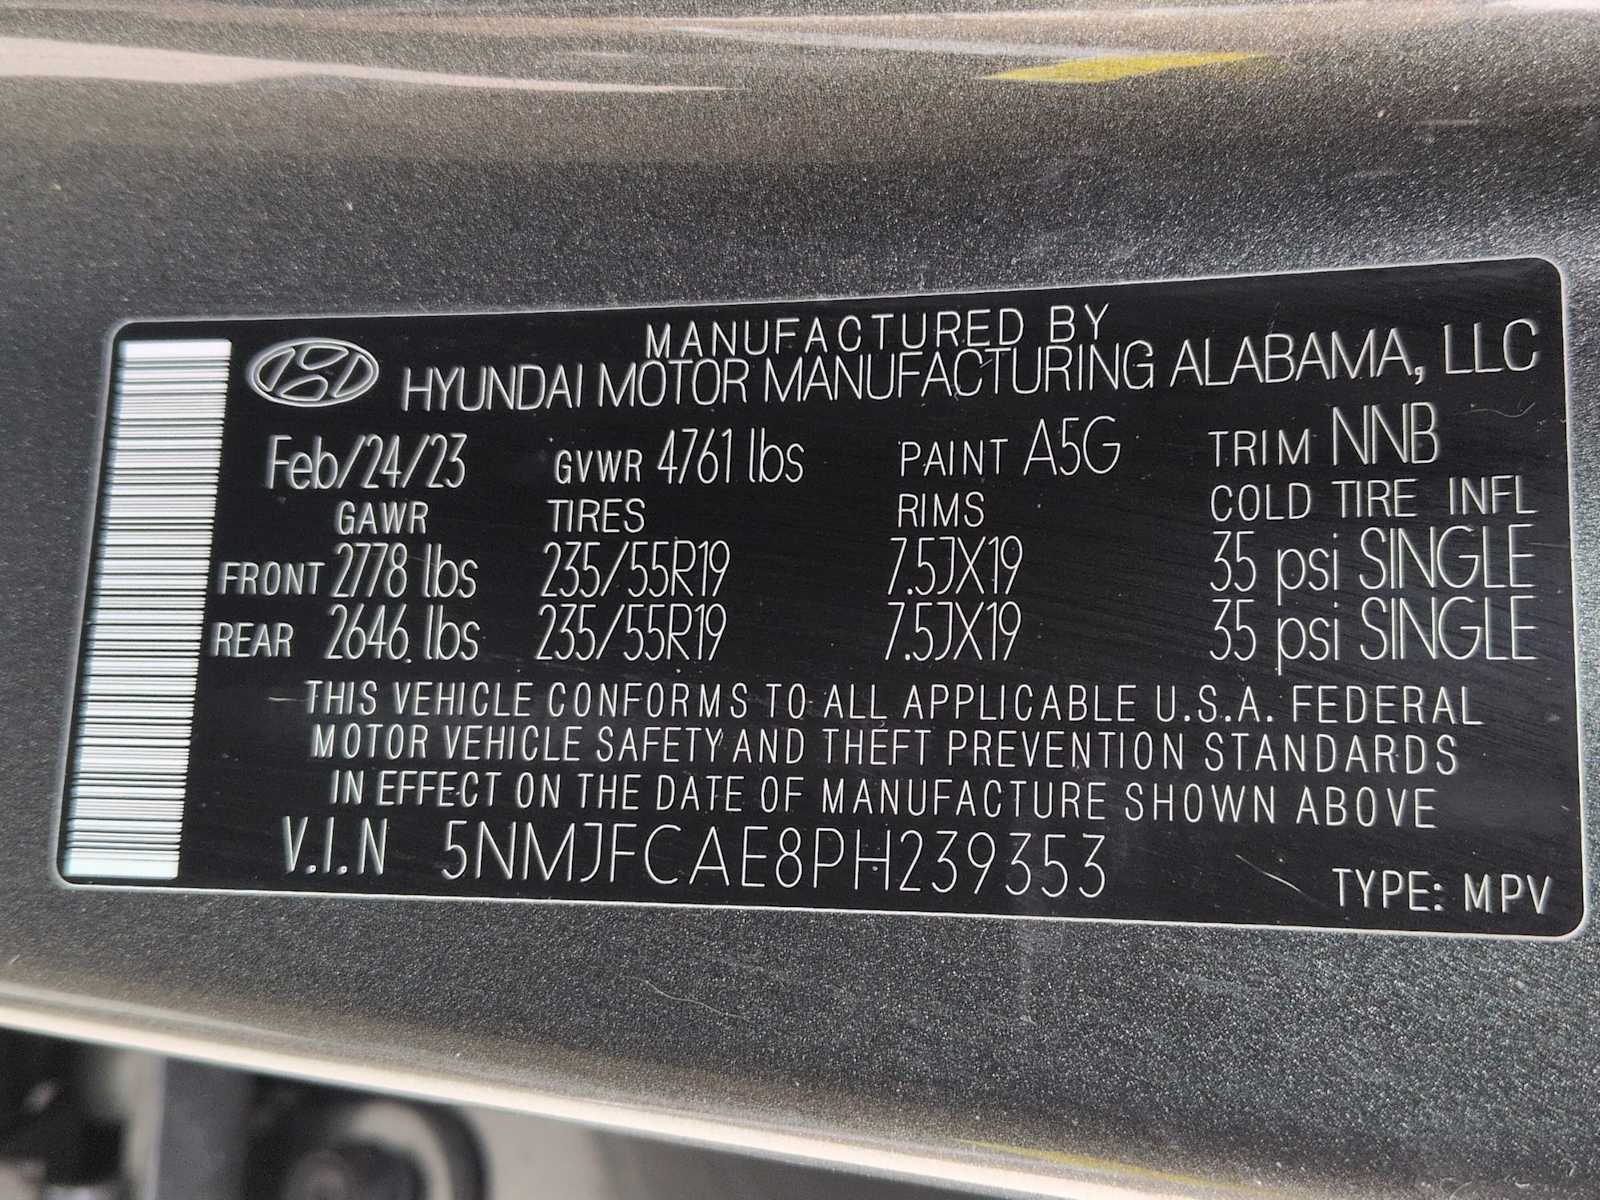 MANUFACTURED BY
HYUNDAI MOTOR MANUFACTURING ALABAMA, LLC
Feb/24/23 GVWR 4761 lbs PAINT A5G TRIM NNB
GAWR TIRES RIMS COLD TIRE INFL
FRONT 2778 lbs 235/55R19 7.5JX19 35 psi SINGLE
REAR 2646 lbs 235/55R19 7.5JX19 35 psi SINGLE
THIS VEHICLE CONFORMS TO ALL APPLICABLE U.S.A. FEDERAL
MOTOR VEHICLE SAFETY AND THEFT PREVENTION STANDARDS
IN EFFECT ON THE DATE OF MANUFACTURE SHOWN ABOVE
V.I.N 5NMJFCAE8PH239353 TYPE: MPV